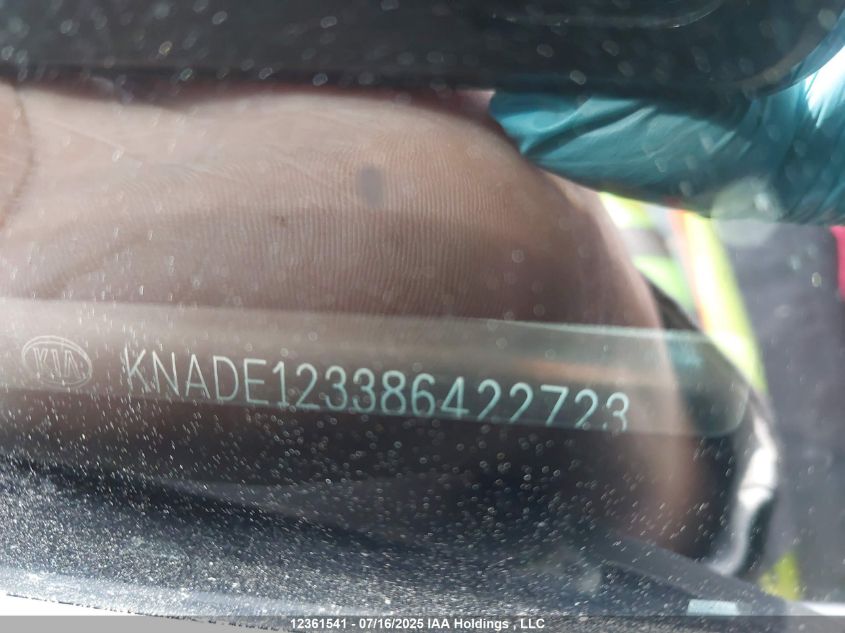 KIA KNADE123386422723
12361541 - 07/16/2025 IAA Holdings , LLC